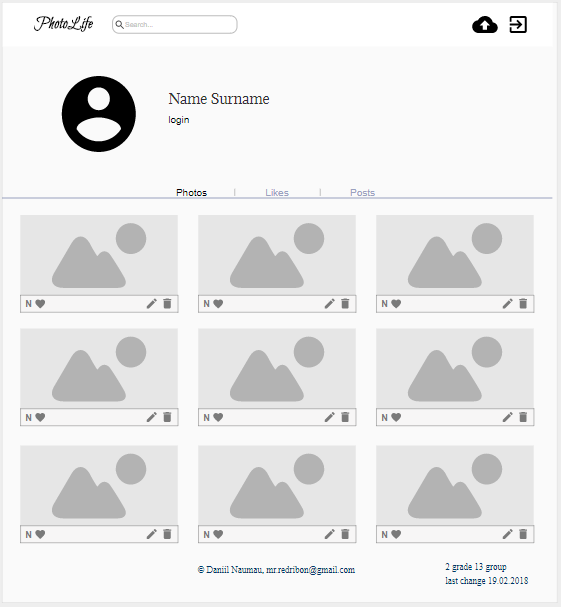 PhotoLife
Search...
Name Surname
login
Photos | Likes | Posts
N N N
N N N
N N N
© Daniil Naumau, mr.redribon@gmail.com
2 grade 13 group
last change 19.02.2018